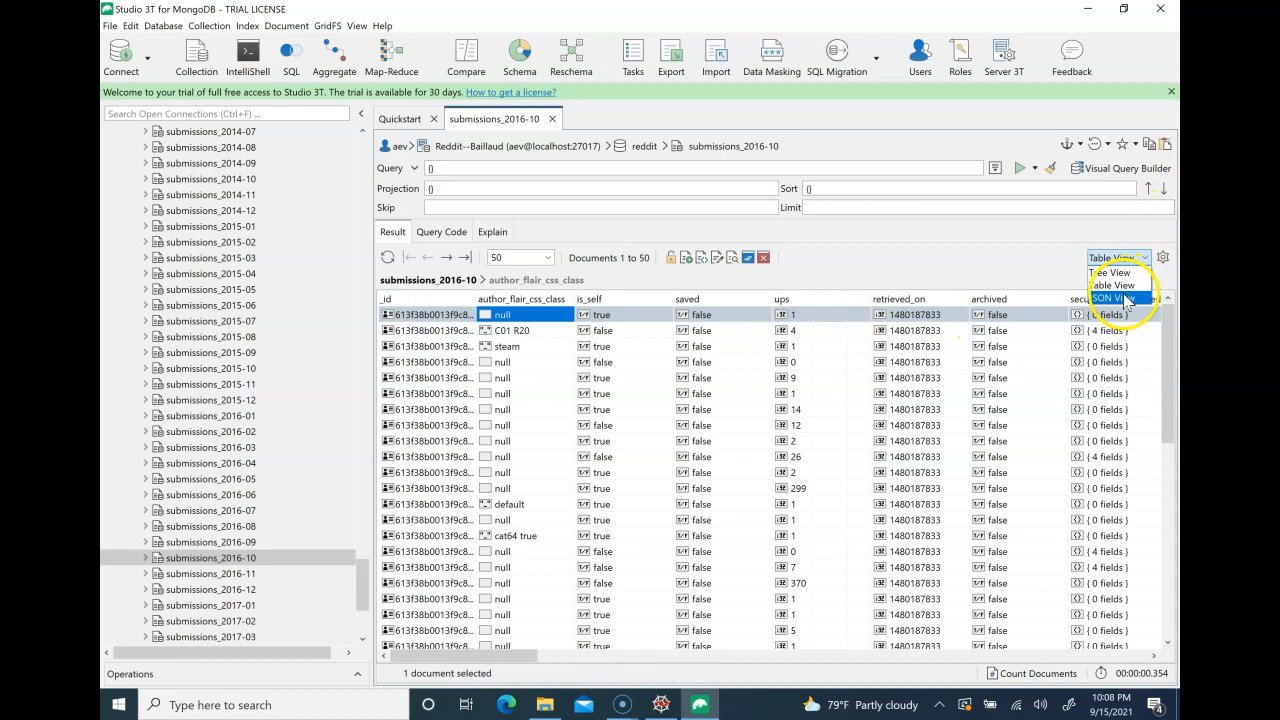 Studio 3T for MongoDB - TRIAL LICENSE
File Edit Database Collection Index Document GridFS View Help
Connect Collection IntelliShell SQL Aggregate Map-Reduce Compare Schema Reschema Tasks Export Import Data Masking SQL Migration Users Roles Server 3T Feedback
Welcome to your trial of full free access to Studio 3T. The trial is available for 30 days. How to get a license?
Search Open Connections (Ctrl+F) ...
submissions_2014-07
submissions_2014-08
submissions_2014-09
submissions_2014-10
submissions_2014-11
submissions_2014-12
submissions_2015-01
submissions_2015-02
submissions_2015-03
submissions_2015-04
submissions_2015-05
submissions_2015-06
submissions_2015-07
submissions_2015-08
submissions_2015-09
submissions_2015-10
submissions_2015-11
submissions_2015-12
submissions_2016-01
submissions_2016-02
submissions_2016-03
submissions_2016-04
submissions_2016-05
submissions_2016-06
submissions_2016-07
submissions_2016-08
submissions_2016-09
submissions_2016-10
submissions_2016-11
submissions_2016-12
submissions_2017-01
submissions_2017-02
submissions_2017-03
Operations
Quickstart submissions_2016-10
aev> Reddit--Baillaud (aev@localhost:27017) > reddit > submissions_2016-10
Query {} Visual Query Builder
Projection {} Sort {}
Skip Limit
Result Query Code Explain
50 Documents 1 to 50 Table View
Tree View
Table View
JSON View
submissions_2016-10 > author_flair_css_class
_id author_flair_css_class is_self saved ups retrieved_on archived
613f38b0013f9c8... null true false 1 1480187833 false { 0 fields }
613f38b0013f9c8... C01 R20 false false 4 1480187833 false { 4 fields }
613f38b0013f9c8... steam true false 1 1480187833 false { 0 fields }
613f38b0013f9c8... null false false 0 1480187833 false { 0 fields }
613f38b0013f9c8... null true false 9 1480187833 false { 0 fields }
613f38b0013f9c8... null true false 1 1480187833 false { 0 fields }
613f38b0013f9c8... null true false 14 1480187833 false { 0 fields }
613f38b0013f9c8... null false false 12 1480187833 false { 0 fields }
613f38b0013f9c8... null true false 2 1480187833 false { 0 fields }
613f38b0013f9c8... null false false 26 1480187833 false { 4 fields }
613f38b0013f9c8... null true false 2 1480187833 false { 0 fields }
613f38b0013f9c8... null true false 299 1480187833 false { 0 fields }
613f38b0013f9c8... default true false 1 1480187833 false { 0 fields }
613f38b0013f9c8... null true false 1 1480187833 false { 0 fields }
613f38b0013f9c8... cat64 true true false 1 1480187833 false { 0 fields }
613f38b0013f9c8... null false false 0 1480187833 false { 4 fields }
613f38b0013f9c8... null false false 7 1480187833 false { 4 fields }
613f38b0013f9c8... null false false 370 1480187833 false { 0 fields }
613f38b0013f9c8... null true false 1 1480187833 false { 0 fields }
613f38b0013f9c8... null true false 1 1480187833 false { 0 fields }
613f38b0013f9c8... null true false 5 1480187833 false { 0 fields }
613f38b0013f9c8... null true false 1 1480187833 false { 0 fields }
1 document selected Count Documents 00:00:00.354
Type here to search 79°F Partly cloudy 10:08 PM
9/15/2021 4